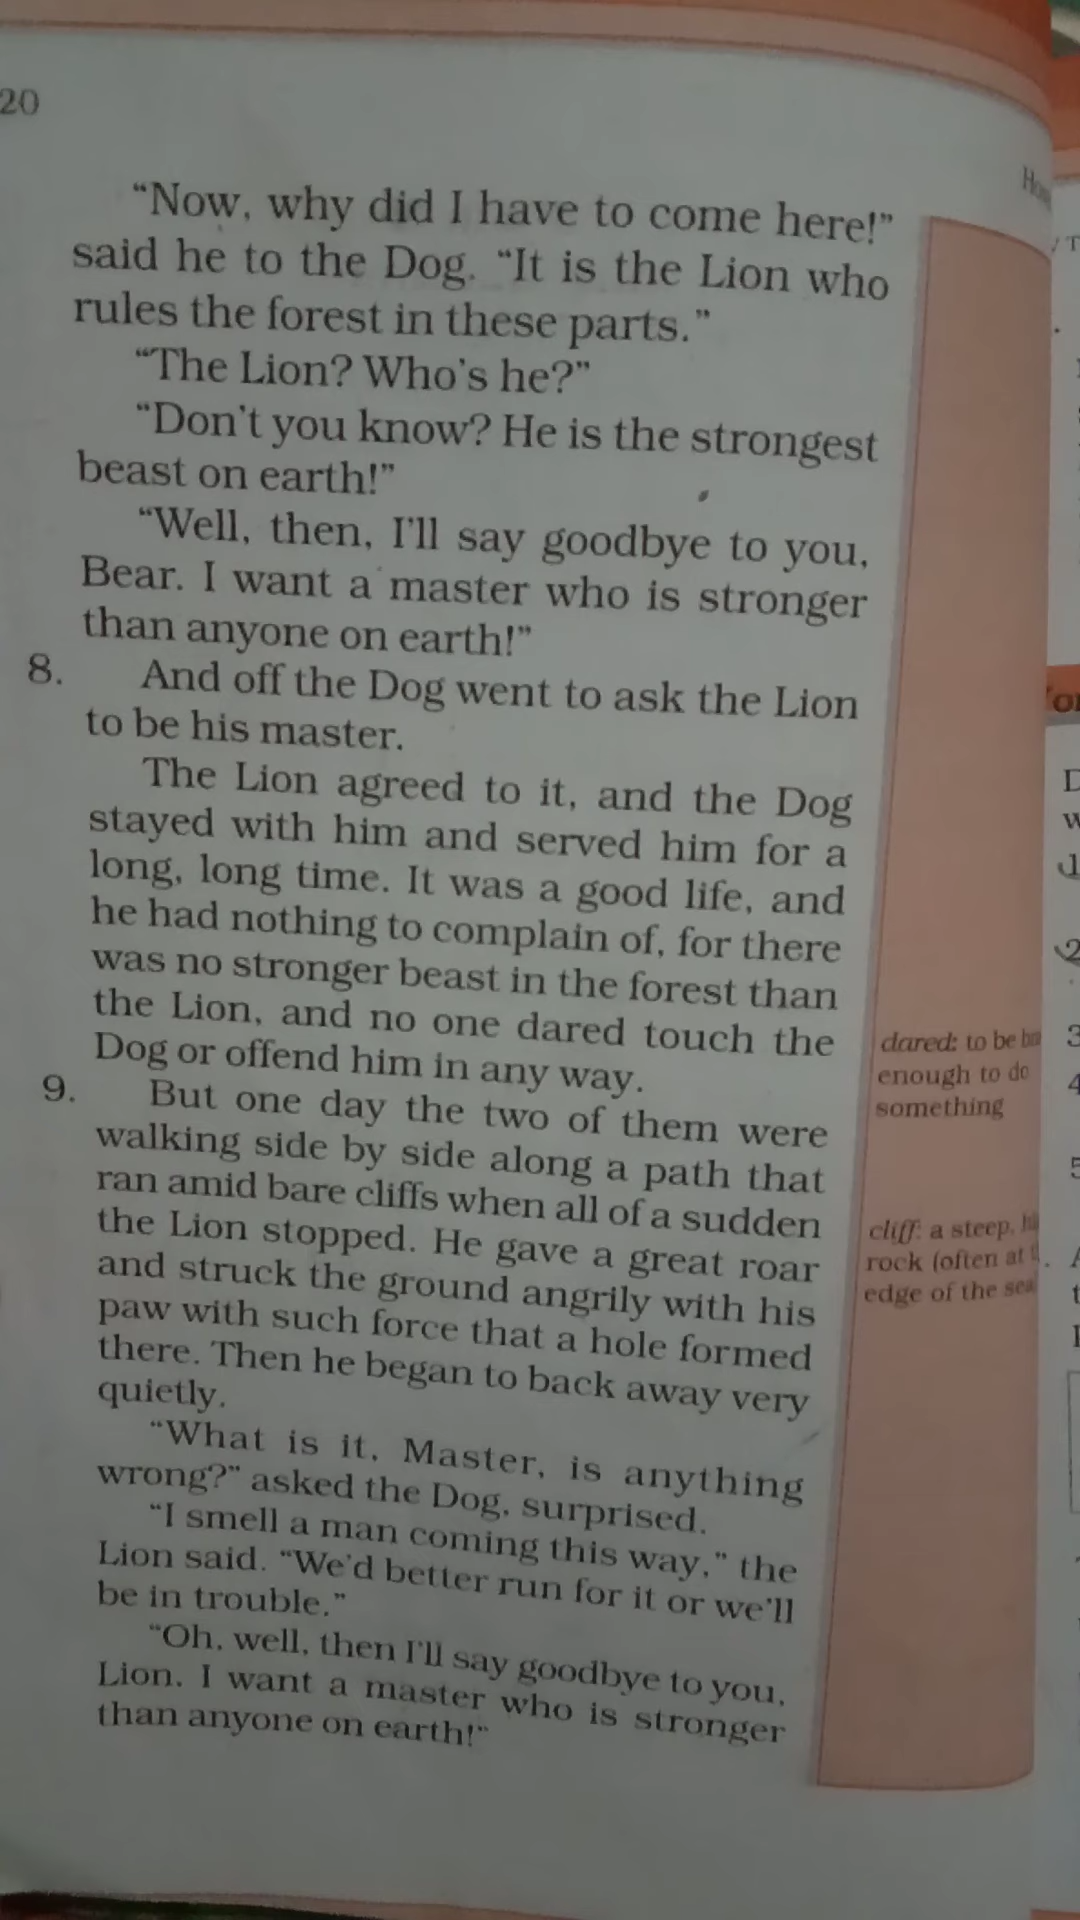 20
"Now, why did I have to come here!"
said he to the Dog. "It is the Lion who
rules the forest in these parts."
"The Lion? Who's he?"
"Don't you know? He is the strongest
beast on earth!"
"Well, then, I'll say goodbye to you,
Bear. I want a master who is stronger
than anyone on earth!"
8. And off the Dog went to ask the Lion
to be his master.
The Lion agreed to it, and the Dog
stayed with him and served him for a
long, long time. It was a good life, and
he had nothing to complain of, for there
was no stronger beast in the forest than
the Lion, and no one dared touch the
Dog or offend him in any way.
9. But one day the two of them were
walking side by side along a path that
ran amid bare cliffs when all of a sudden
the Lion stopped. He gave a great roar
and struck the ground angrily with his
paw with such force that a hole formed
there. Then he began to back away very
quietly.
"What is it, Master, is anything
wrong?" asked the Dog, surprised.
"I smell a man coming this way," the
Lion said. "We'd better run for it or we'll
be in trouble."
"Oh, well, then I'll say goodbye to you,
Lion. I want a master who is stronger
than anyone on earth!"
dared: to be
enough to do
something
cliff: a steep,
rock (often at
edge of the sea